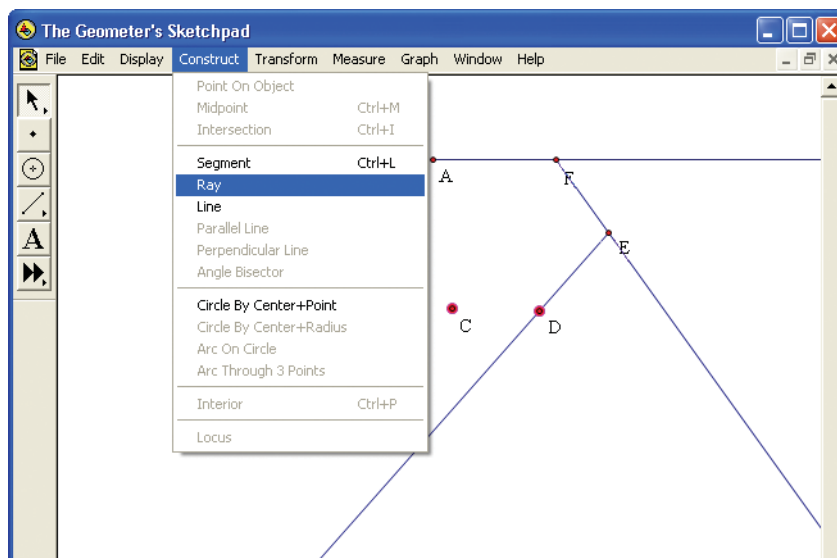 The Geometer's Sketchpad
File Edit Display Construct Transform Measure Graph Window Help
Point On Object
Midpoint Ctrl+M
Intersection Ctrl+I
Segment Ctrl+L
Ray
Line
Parallel Line
Perpendicular Line
Angle Bisector
Circle By Center+Point
Circle By Center+Radius
Arc On Circle
Arc Through 3 Points
Interior Ctrl+P
Locus
A
A F
E
C D